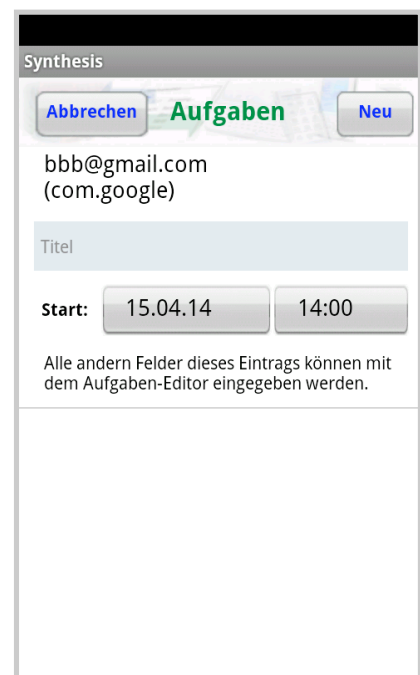 Synthesis
Abbrechen Aufgaben Neu
bbb@gmail.com
(com.google)
Titel
Start: 15.04.14 14:00
Alle andern Felder dieses Eintrags können mit
dem Aufgaben-Editor eingegeben werden.